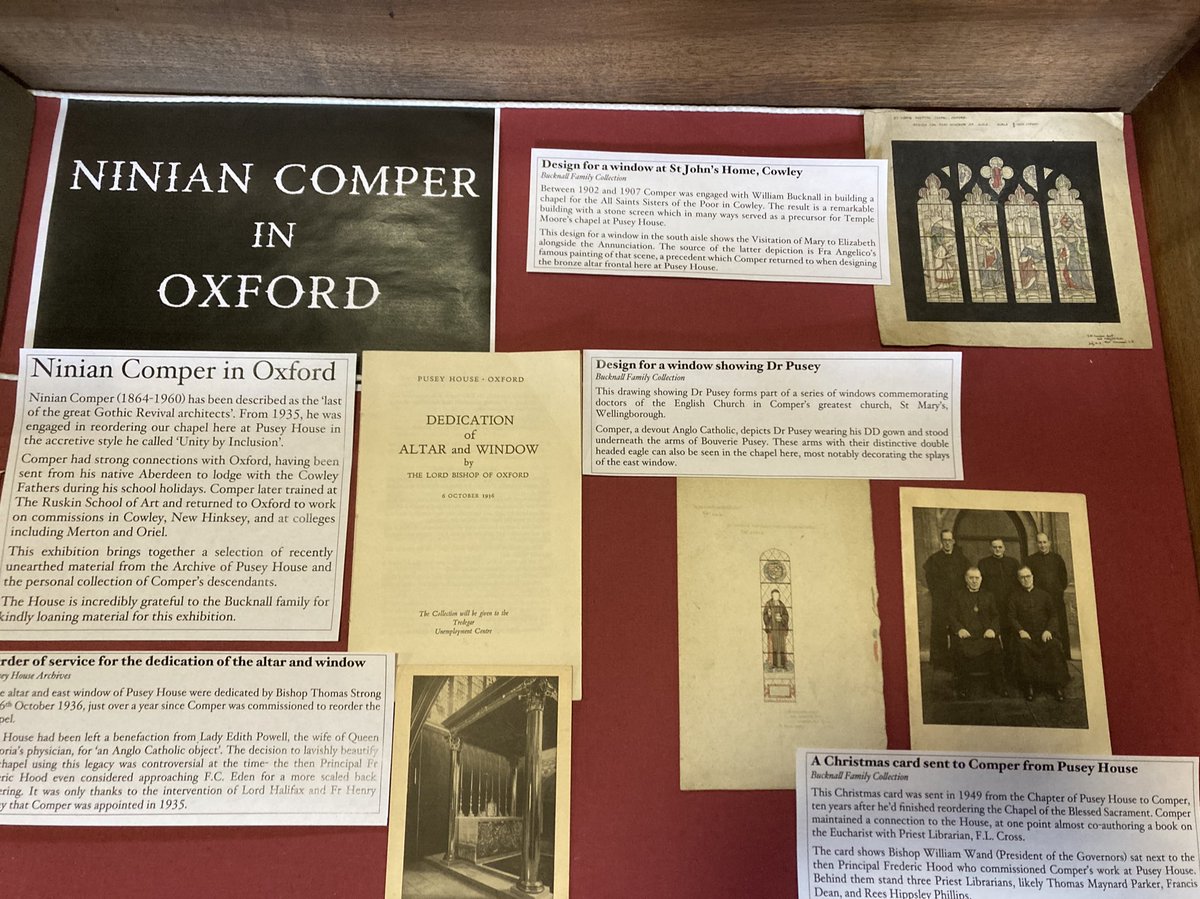 NINIAN COMPER
IN
OXFORD
Design for a window at St John's Home, Cowley
Bucknall Family Collection
Between 1902 and 1907 Comper was engaged with William Bucknall in building a
chapel for the All Saints Sisters of the Poor in Cowley. The result is a remarkable
building with a stone screen which in many ways served as a precursor for Temple
Moore's chapel at Pusey House.
This design for a window in the south aisle shows the Visitation of Mary to Elizabeth
alongside the Annunciation. The source of the latter depiction is Fra Angelico's
famous painting of that scene, a precedent which Comper returned to when designing
the bronze altar frontal here at Pusey House.
Ninian Comper in Oxford
Ninian Comper (1864-1960) has been described as the 'last
of the great Gothic Revival architects'. From 1935, he was
engaged in reordering our chapel here at Pusey House in
the accretive style he called 'Unity by Inclusion'.
Comper had strong connections with Oxford, having been
sent from his native Aberdeen to lodge with the Cowley
Fathers during his school holidays. Comper later trained at
The Ruskin School of Art and returned to Oxford to work
on commissions in Cowley, New Hinksey, and at colleges
including Merton and Oriel.
This exhibition brings together a selection of recently
unearthed material from the Archive of Pusey House and
the personal collection of Comper's descendants.
The House is incredibly grateful to the Bucknall family for
kindly loaning material for this exhibition.
PUSEY HOUSE · OXFORD
DEDICATION
of
ALTAR and WINDOW
by
THE LORD BISHOP OF OXFORD
6 OCTOBER 1936
The Collection will be given to the
Tredegar
Unemployment Centre
Design for a window showing Dr Pusey
Bucknall Family Collection
This drawing showing Dr Pusey forms part of a series of windows commemorating
doctors of the English Church in Comper's greatest church, St Mary's,
Wellingborough.
Comper, a devout Anglo Catholic, depicts Dr Pusey wearing his DD gown and stood
underneath the arms of Bouverie Pusey. These arms with their distinctive double
headed eagle can also be seen in the chapel here, most notably decorating the splays
of the east window.
rder of service for the dedication of the altar and window
ey House Archives
e altar and east window of Pusey House were dedicated by Bishop Thomas Strong
6th October 1936, just over a year since Comper was commissioned to reorder the
pel.
House had been left a benefaction from Lady Edith Powell, the wife of Queen
oria's physician, for 'an Anglo Catholic object'. The decision to lavishly beautify
chapel using this legacy was controversial at the time- the then Principal Fr
eric Hood even considered approaching F.C. Eden for a more scaled back
ering. It was only thanks to the intervention of Lord Halifax and Fr Henry
y that Comper was appointed in 1935.
A Christmas card sent to Comper from Pusey House
Bucknall Family Collection
This Christmas card was sent in 1949 from the Chapter of Pusey House to Comper,
ten years after he'd finished reordering the Chapel of the Blessed Sacrament. Comper
maintained a connection to the House, at one point almost co-authoring a book on
the Eucharist with Priest Librarian, F.L. Cross.
The card shows Bishop William Wand (President of the Governors) sat next to the
then Principal Frederic Hood who commissioned Comper's work at Pusey House.
Behind them stand three Priest Librarians, likely Thomas Maynard Parker, Francis
Dean, and Rees Hippsley Phillips.